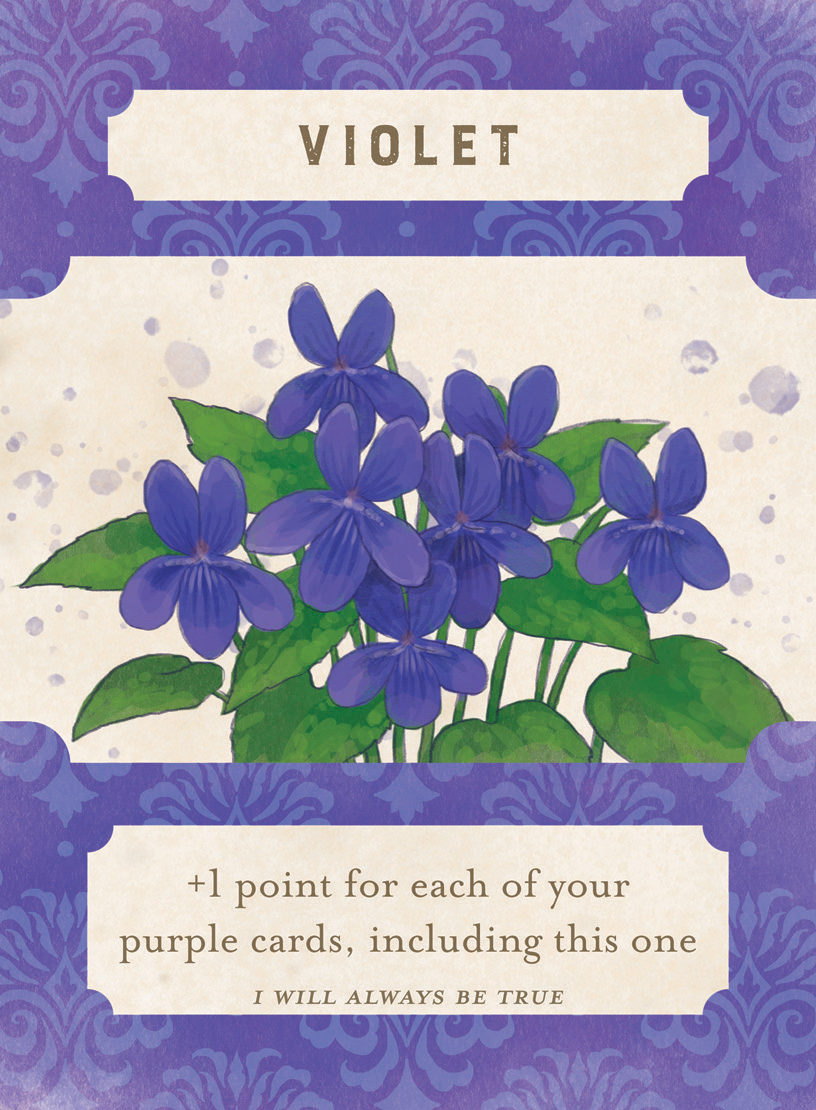 VIOLET
+1 point for each of your
purple cards, including this one
I WILL ALWAYS BE TRUE